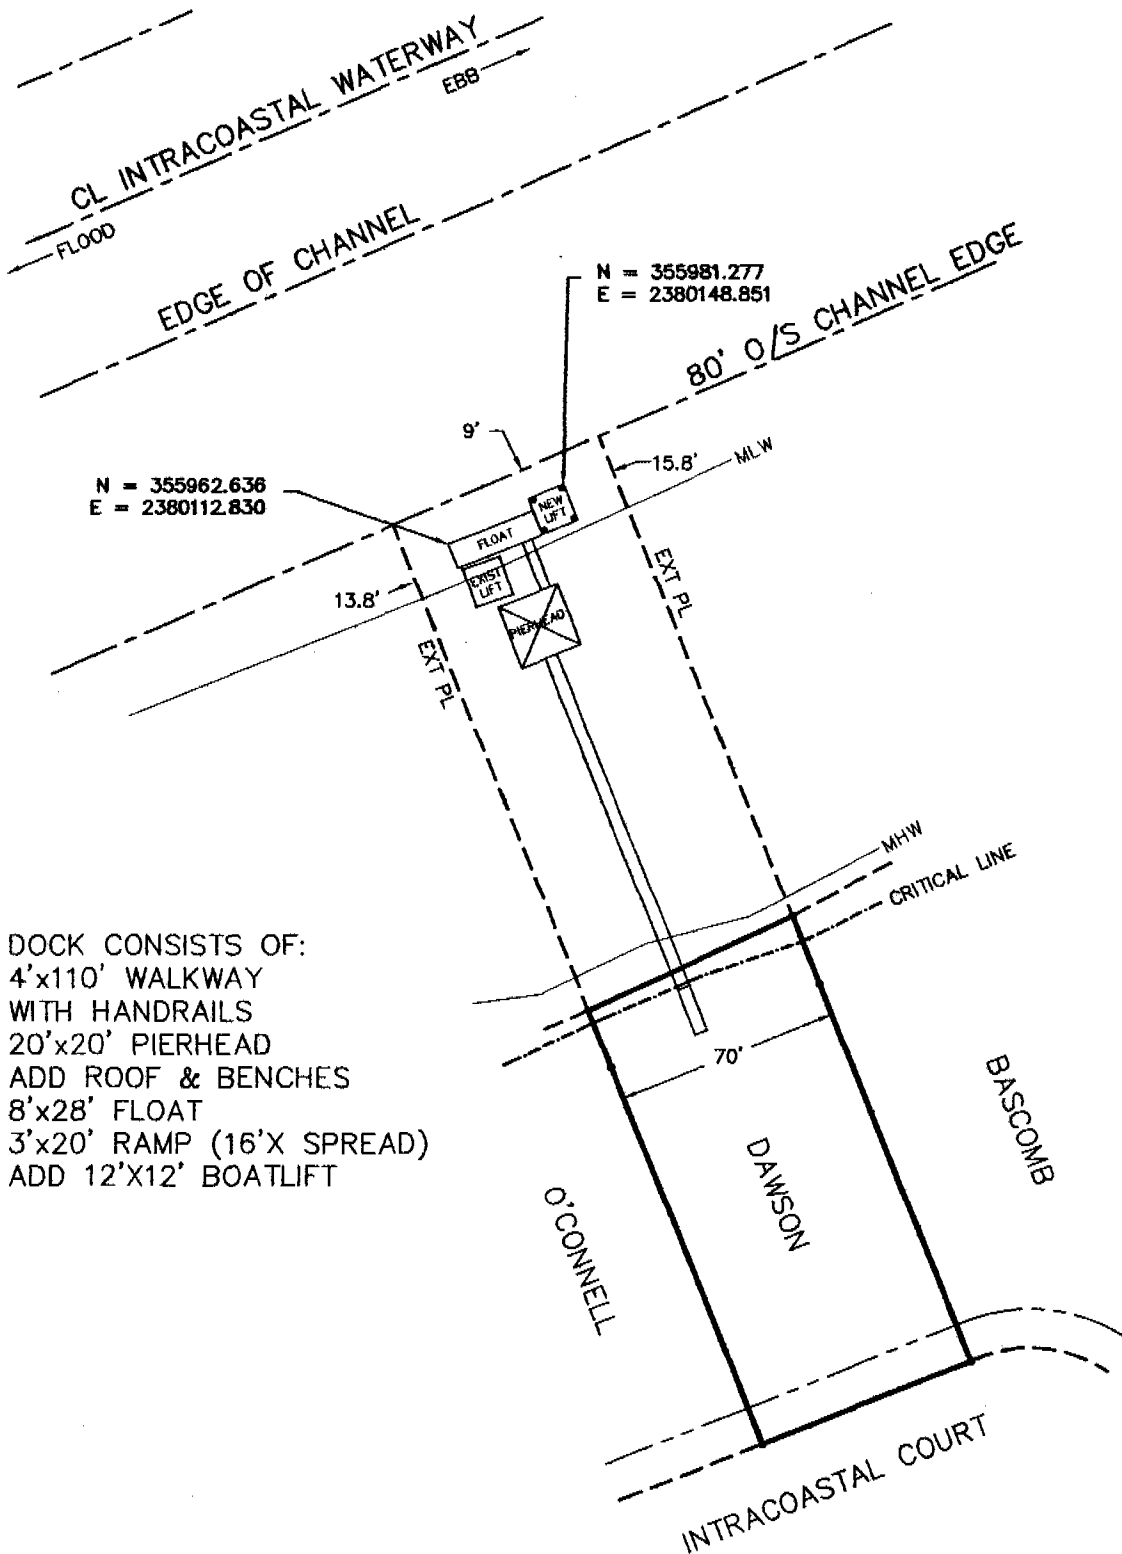 CL INTRACOASTAL WATERWAY
EBB
FLOOD
EDGE OF CHANNEL
N = 355981.277
E = 2380148.851
80' O/S CHANNEL EDGE
9'
15.8'
MLW
N = 355962.636
E = 2380112.830
NEW
LIFT
FLOAT
EXIST
LIFT
13.8'
PIERHEAD
EXT PL
EXT PL
MHW
CRITICAL LINE
DOCK CONSISTS OF:
4'x110' WALKWAY
WITH HANDRAILS
20'x20' PIERHEAD
ADD ROOF & BENCHES
8'x28' FLOAT
3'x20' RAMP (16'X SPREAD)
ADD 12'X12' BOATLIFT
70'
O'CONNELL
DAWSON
BASCOMB
INTRACOASTAL COURT